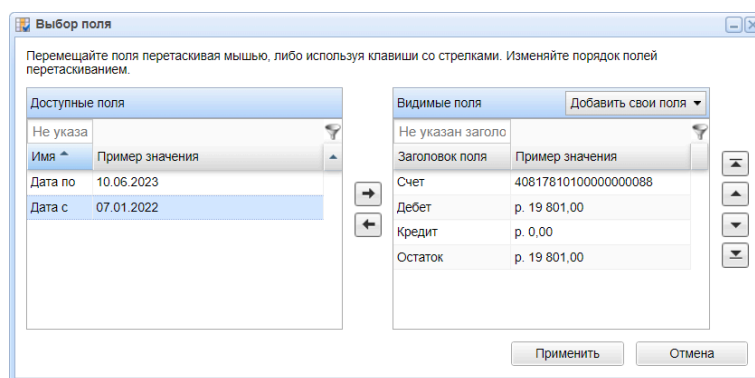 Выбор поля
Перемещайте поля перетаскивая мышью, либо используя клавиши со стрелками. Изменяйте порядок полей
перетаскиванием.
Доступные поля
Не указа
Имя Пример значения
Дата по 10.06.2023
Дата с 07.01.2022
Видимые поля Добавить свои поля
Не указан заголо
Заголовок поля Пример значения
Счет 40817810100000000088
Дебет р. 19 801,00
Кредит р. 0,00
Остаток р. 19 801,00
Применить Отмена